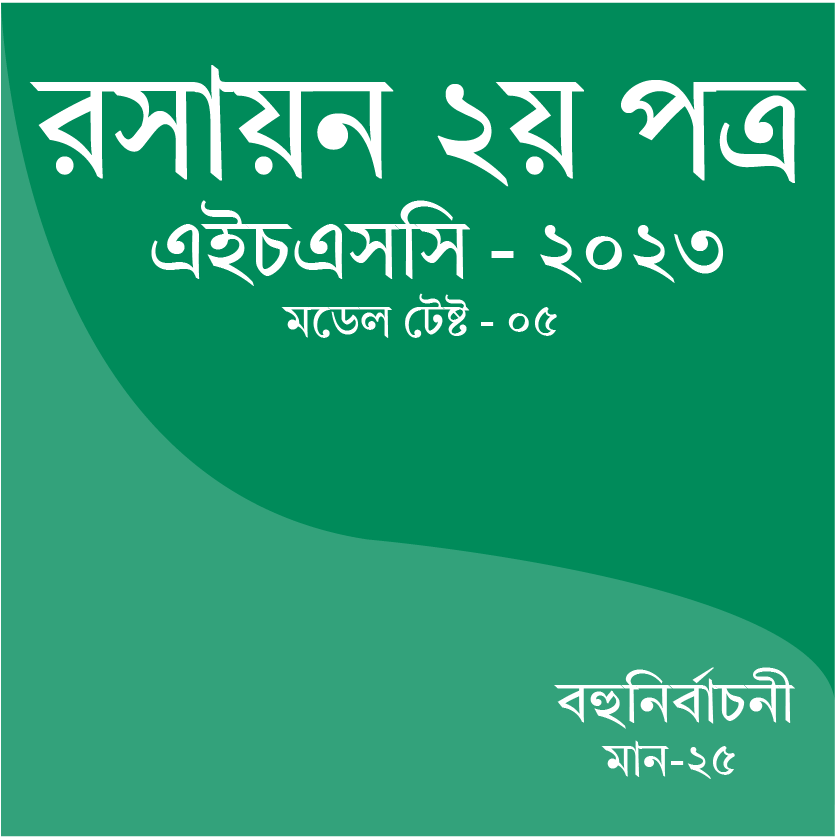 রসায়ন ২য় পত্র
এইচএসসি - ২০২৩
মডেল টেষ্ট - ০৫
বহুনির্বাচনী
মান-২৫